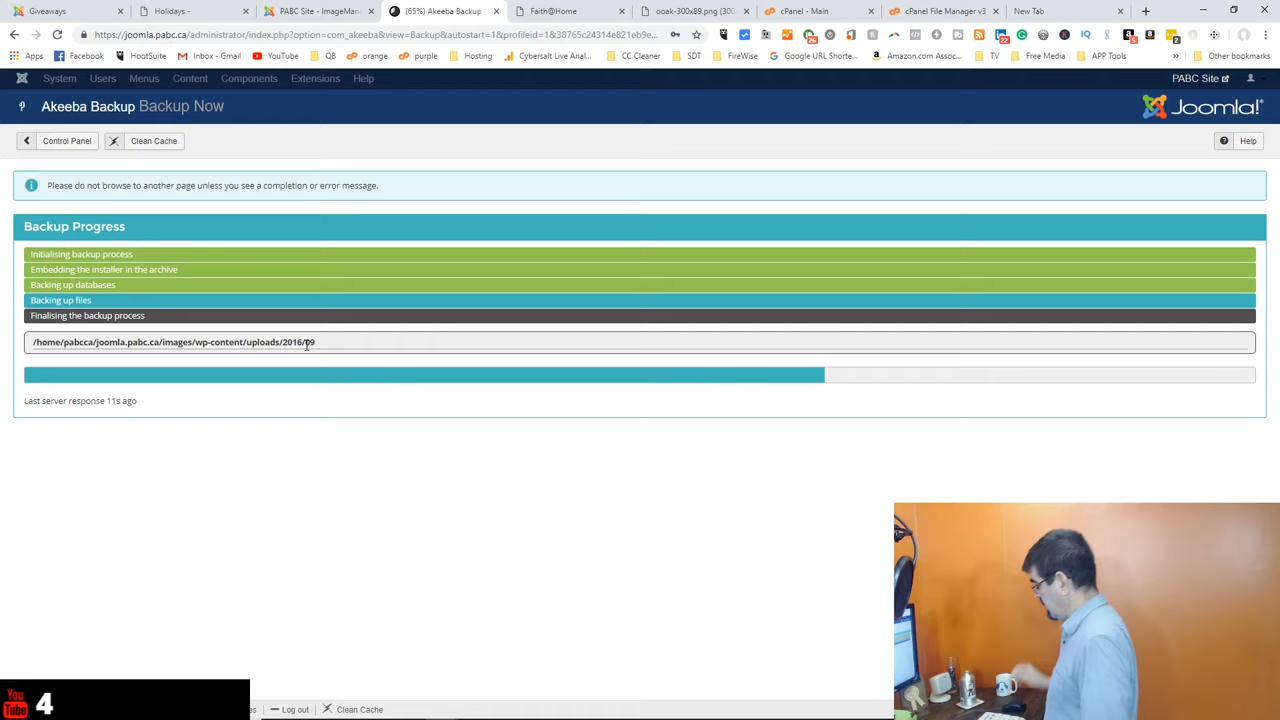 Giveaways
Holidays -
PABC Site - ImageMan
(65%) Akeeba Backup
Faith@Home
ooak-300x89.png (300
cPanel - Main
cPanel File Manager v3
New Tab
https://joomla.pabc.ca/administrator/index.php?option=com_akeeba&view=Backup&autostart=1&profileid=1&38765c24314e821eb9e...
Apps
Facebook
Inbox - Gmail
HootSuite
YouTube
QB
orange
purple
Hosting
Cybersalt Live Anal...
CC Cleaner
SDT
FireWise
Google URL Shorte...
Amazon.com Assoc...
TV
Free Media
APP Tools
Other bookmarks
System Users Menus Content Components Extensions Help
PABC Site
Akeeba Backup Backup Now
Joomla!
Control Panel
Clean Cache
Help
Please do not browse to another page unless you see a completion or error message.
Backup Progress
Initialising backup process
Embedding the installer in the archive
Backing up databases
Backing up files
Finalising the backup process
/home/pabcca/joomla.pabc.ca/images/wp-content/uploads/2016/09
Last server response 11s ago
You
Tube
4
Log out
Clean Cache